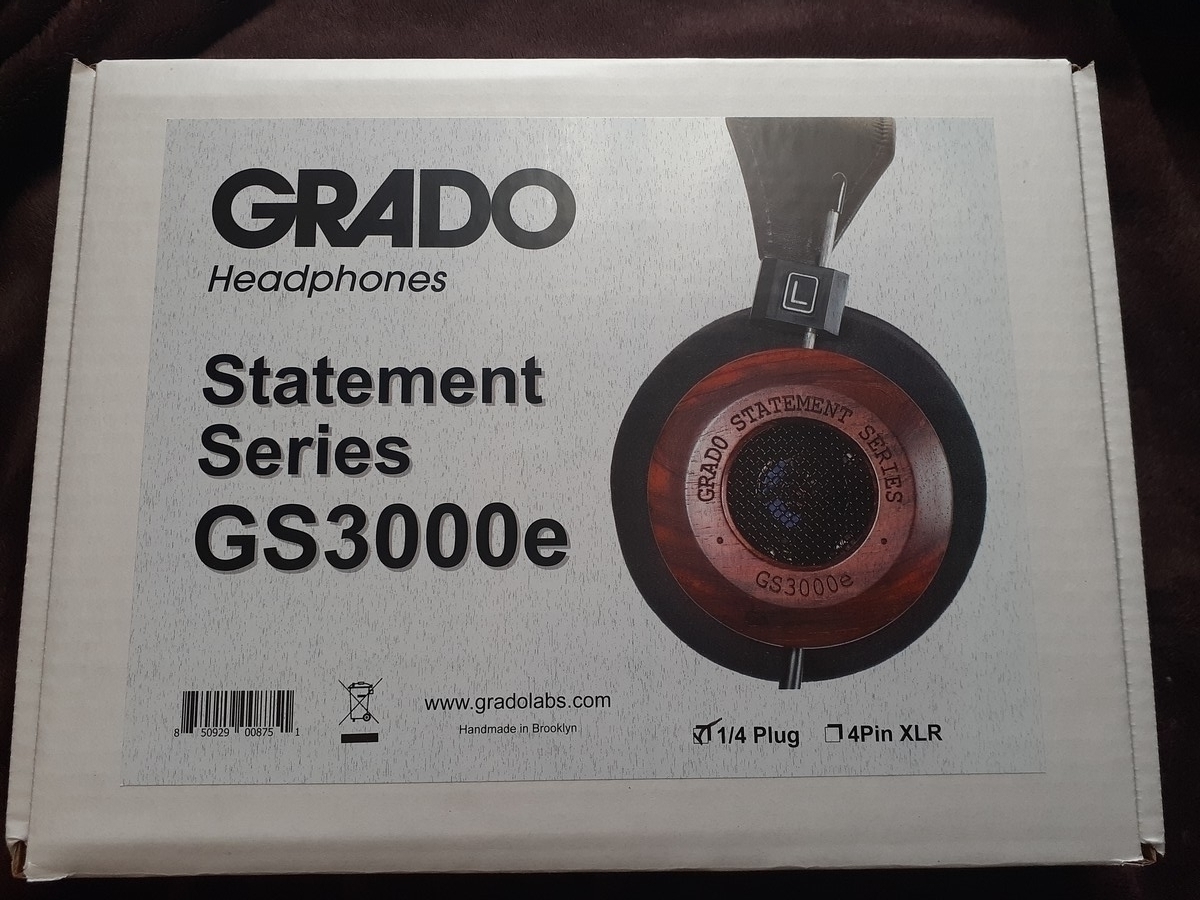 GRADO
Headphones
Statement
Series
GS3000e
L
GRADO STATEMENT SERIES
GS3000e
8 50929 00875 1
www.gradolabs.com
Handmade in Brooklyn
1/4 Plug
4Pin XLR